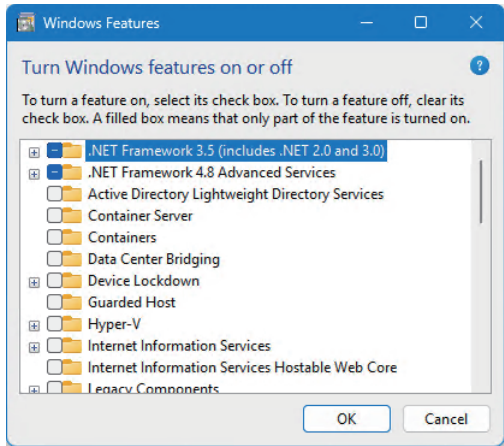 Windows Features
Turn Windows features on or off
To turn a feature on, select its check box. To turn a feature off, clear its
check box. A filled box means that only part of the feature is turned on.
.NET Framework 3.5 (includes .NET 2.0 and 3.0)
.NET Framework 4.8 Advanced Services
Active Directory Lightweight Directory Services
Container Server
Containers
Data Center Bridging
Device Lockdown
Guarded Host
Hyper-V
Internet Information Services
Internet Information Services Hostable Web Core
Legacy Components
OK Cancel